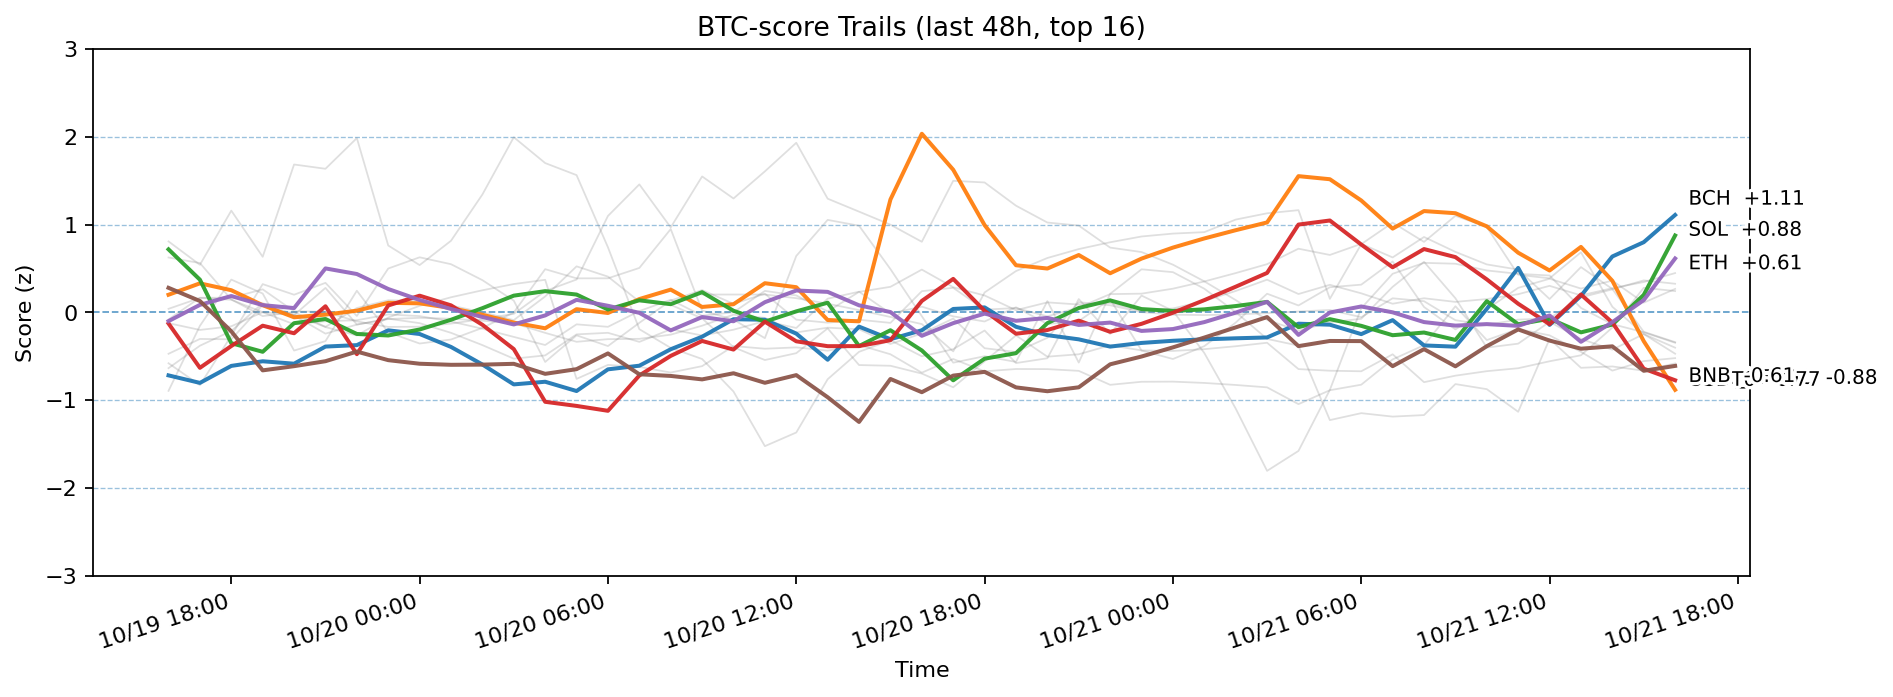 BTC-score Trails (last 48h, top 16)
Score (z)
3
2
1
0
−1
−2
−3
BCH +1.11
SOL +0.88
ETH +0.61
BNB -0.61
-0.88
10/19 18:00
10/20 00:00
10/20 06:00
10/20 12:00
10/20 18:00
10/21 00:00
10/21 06:00
10/21 12:00
10/21 18:00
Time